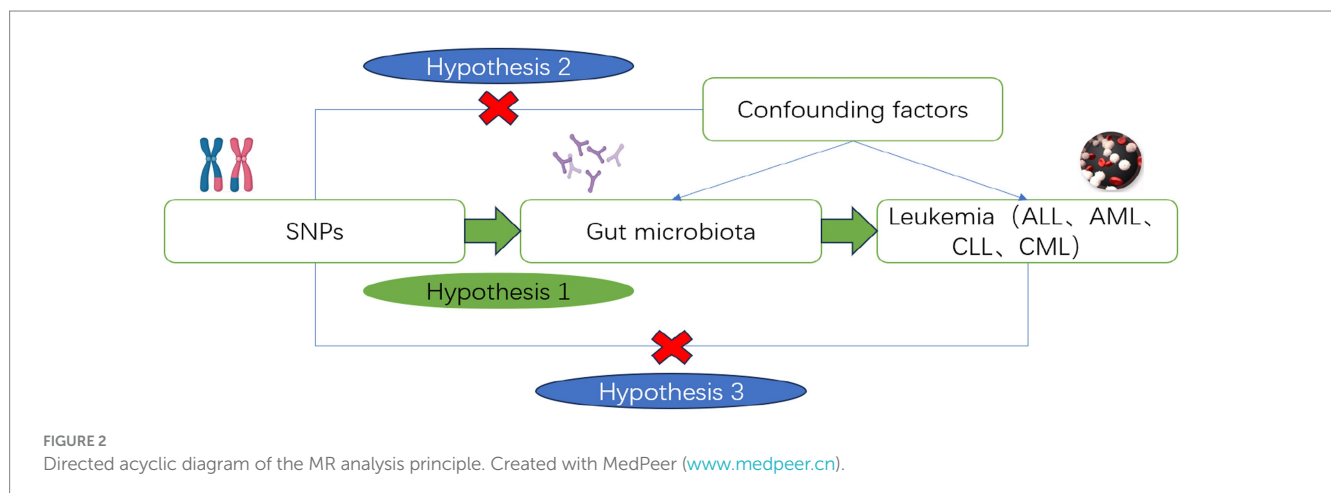 Hypothesis 2
Confounding factors
SNPs
Gut microbiota
Leukemia（ALL、AML、
CLL、CML）
Hypothesis 1
Hypothesis 3
FIGURE 2
Directed acyclic diagram of the MR analysis principle. Created with MedPeer (www.medpeer.cn).